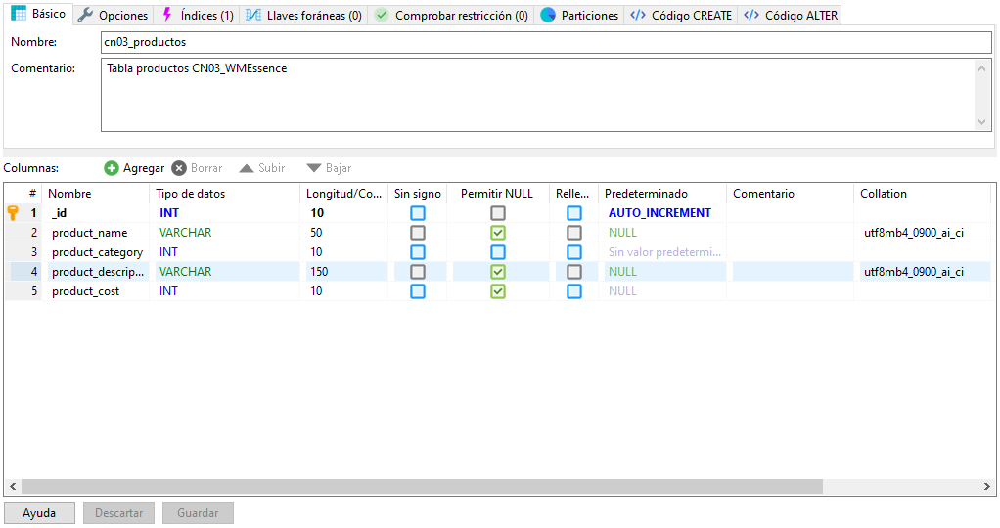 Básico Opciones Índices (1) Llaves foráneas (0) Comprobar restricción (0) Particiones Código CREATE Código ALTER
Nombre: cn03_productos
Comentario: Tabla productos CN03_WMEssence
Columnas: Agregar Borrar Subir Bajar
# Nombre Tipo de datos Longitud/Co... Sin signo Permitir NULL Relle... Predeterminado Comentario Collation
1 _id INT 10 AUTO_INCREMENT
2 product_name VARCHAR 50 NULL utf8mb4_0900_ai_ci
3 product_category INT 10 Sin valor predetermi...
4 product_descrip... VARCHAR 150 NULL utf8mb4_0900_ai_ci
5 product_cost INT 10 NULL
Ayuda Descartar Guardar